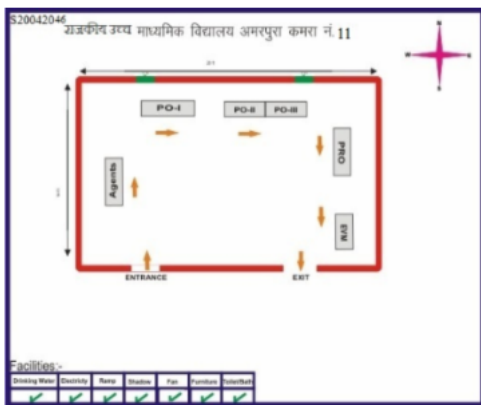 S20042046
राजकीय उच्च माध्यमिक विद्यालय अमरपुरा कमरा नं. 11
N
S
PO-I
PO-II PO-III
PRO
Agents
EVM
ENTRANCE
EXIT
Facilities:-
Drinking Water Electricity Ramp Shadow Fan Furniture Toilet/Bath